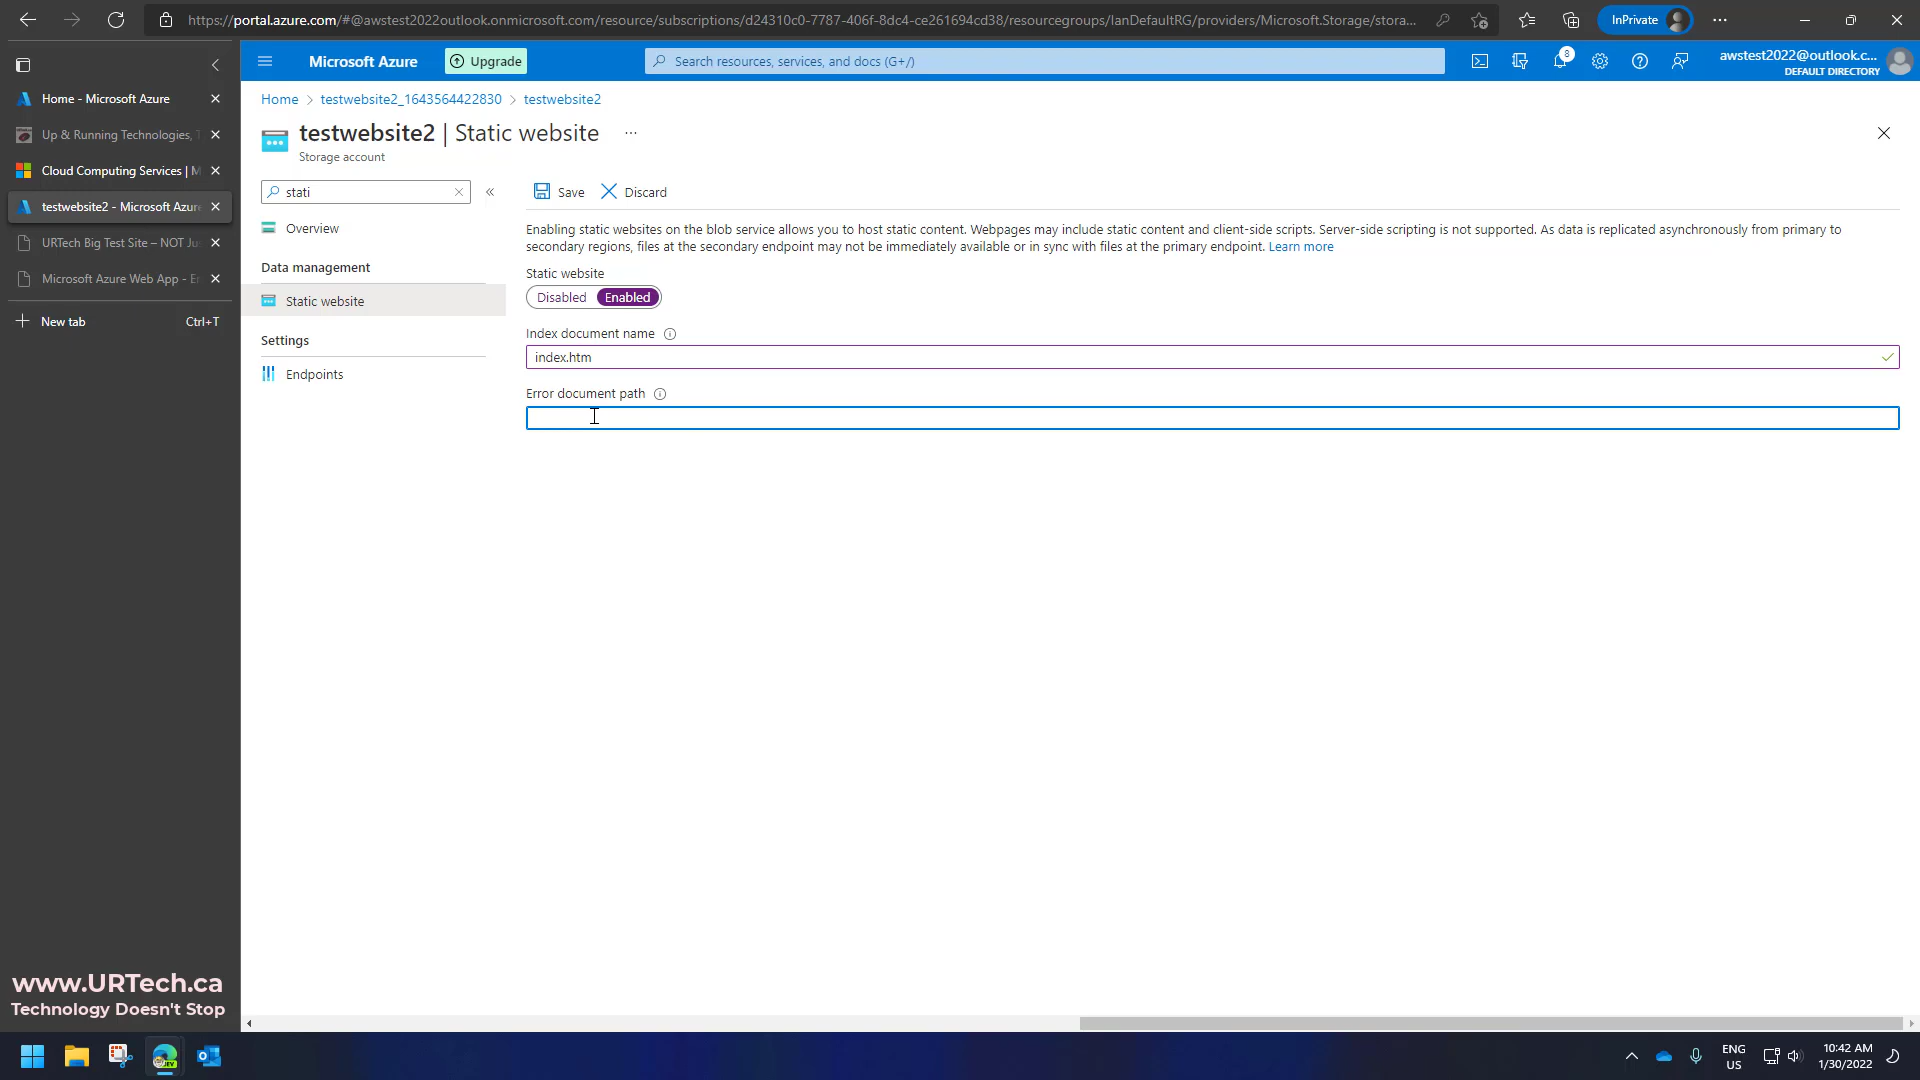 https://portal.azure.com/#@awstest2022outlook.onmicrosoft.com/resource/subscriptions/d24310c0-7787-406f-8dc4-ce261694cd38/resourcegroups/IanDefaultRG/providers/Microsoft.Storage/stora...
InPrivate
Home - Microsoft Azure
Up & Running Technologies, T
Cloud Computing Services | M
testwebsite2 - Microsoft Azure
URTech Big Test Site – NOT Ju
Microsoft Azure Web App - Er
New tab Ctrl+T
Microsoft Azure
Upgrade
Search resources, services, and docs (G+/)
8
awstest2022@outlook.c...
DEFAULT DIRECTORY
Home > testwebsite2_1643564422830 > testwebsite2
testwebsite2 | Static website ...
Storage account
stati
Overview
Data management
Static website
Settings
Endpoints
Save Discard
Enabling static websites on the blob service allows you to host static content. Webpages may include static content and client-side scripts. Server-side scripting is not supported. As data is replicated asynchronously from primary to
secondary regions, files at the secondary endpoint may not be immediately available or in sync with files at the primary endpoint. Learn more
Static website
Disabled Enabled
Index document name
index.htm
Error document path
www.URTech.ca
Technology Doesn't Stop
DEV
ENG
US
10:42 AM
1/30/2022